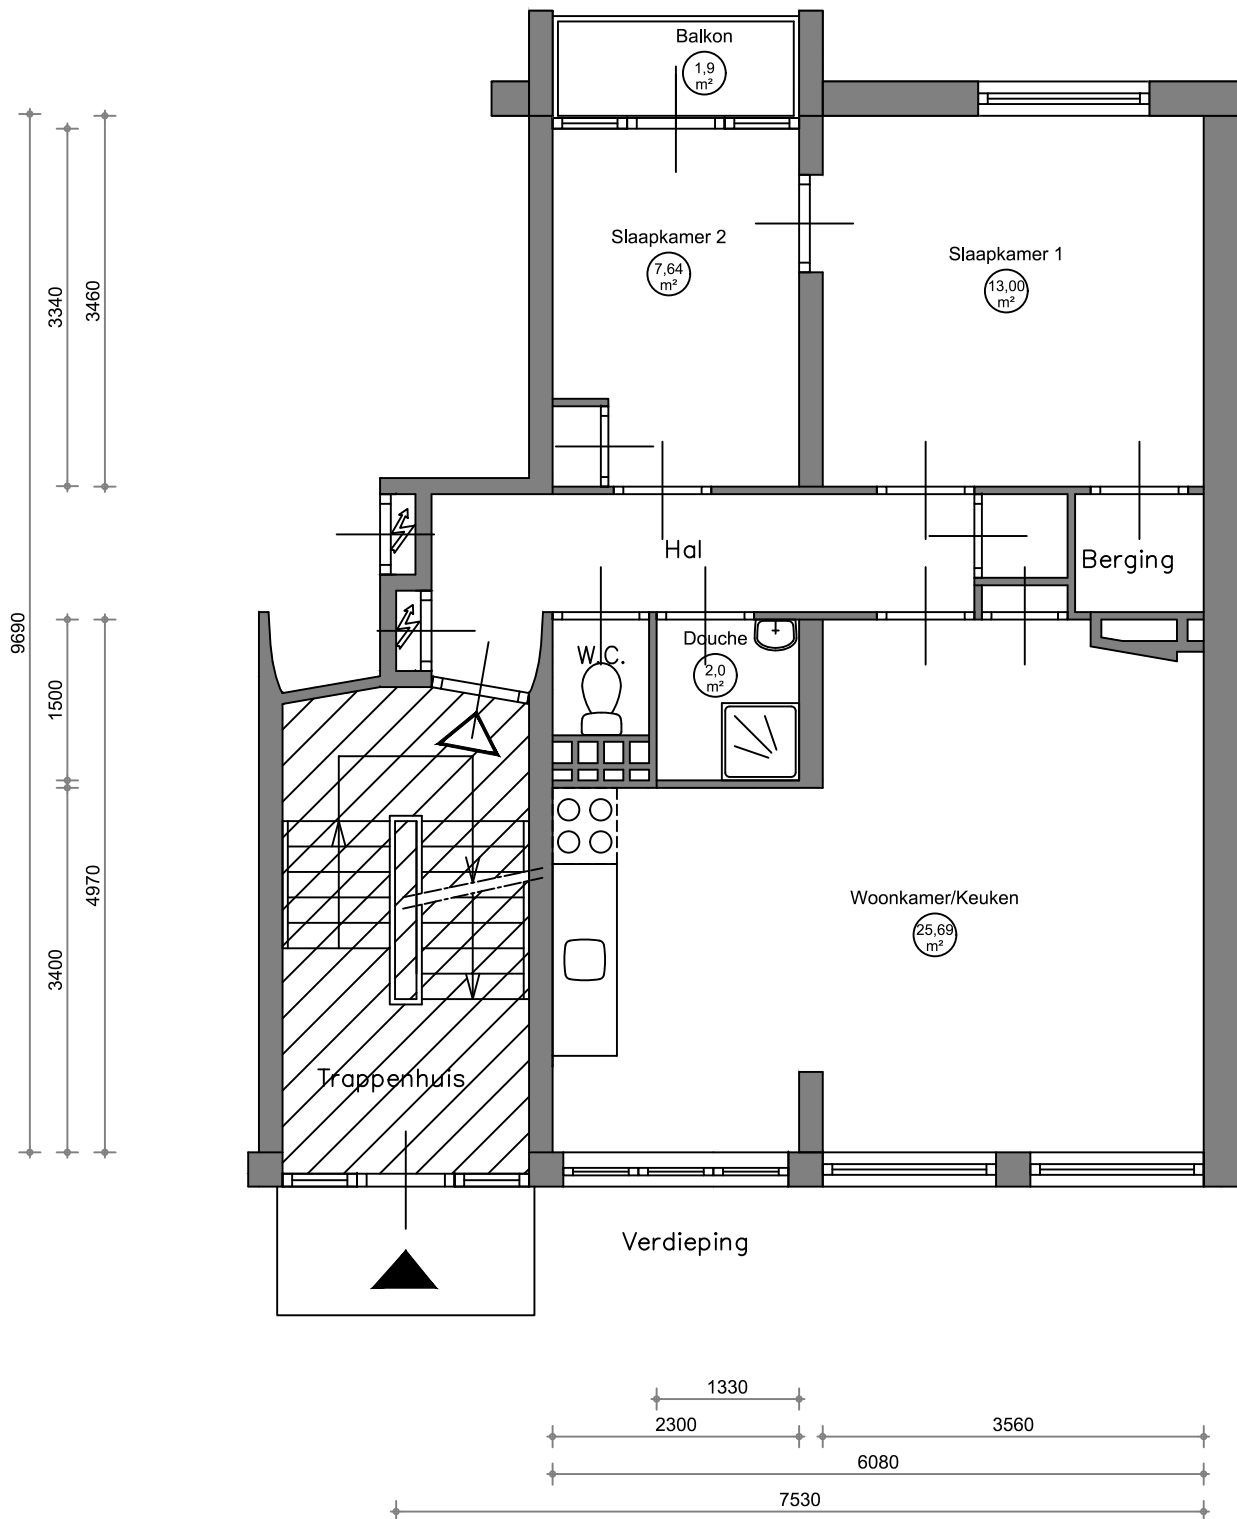 Balkon
1,9
m²
Slaapkamer 2
7,64
m²
Slaapkamer 1
13,00
m²
3340
3460
Hal
Berging
9690
W.C.
Douche
2,0
m²
1500
4970
3400
Woonkamer/Keuken
25,69
m²
Trappenhuis
Verdieping
1330
2300
3560
6080
7530